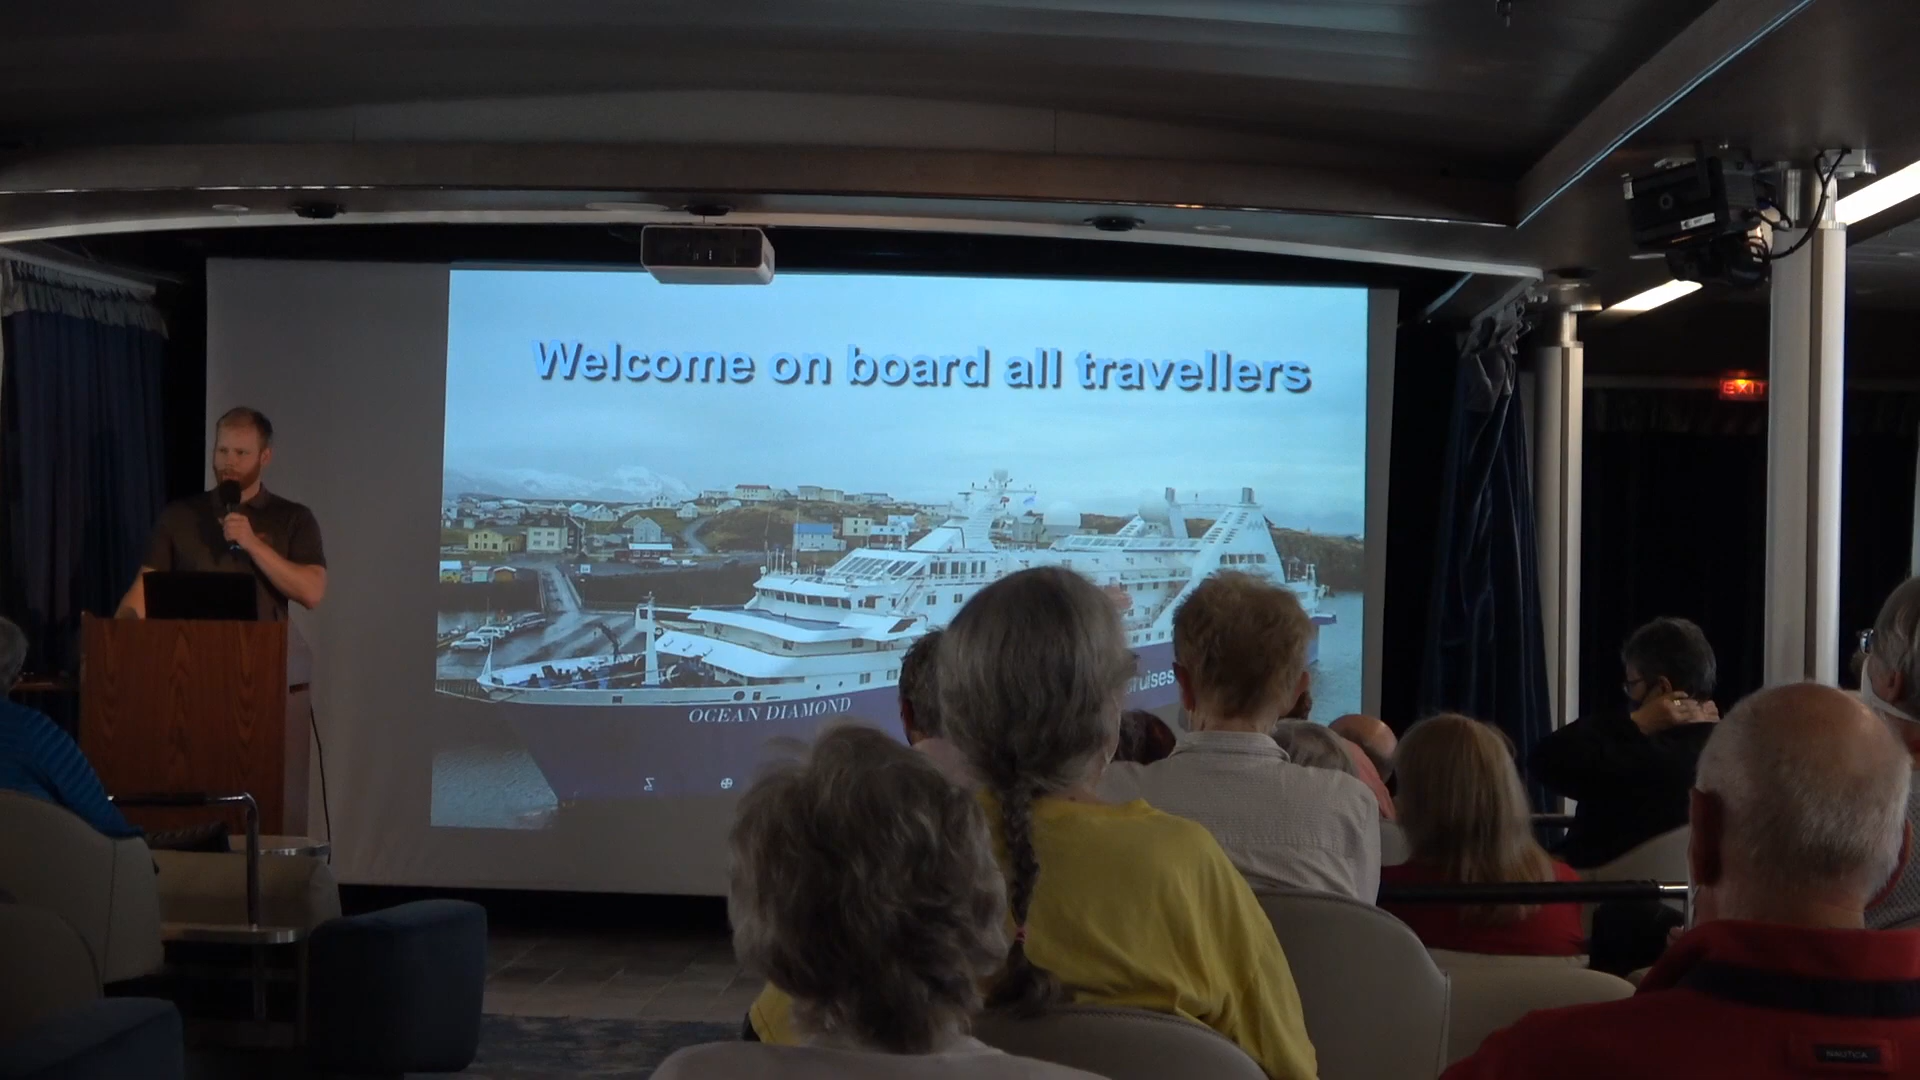 Welcome on board all travellers
EXIT
OCEAN DIAMOND
cruises
NAUTICA